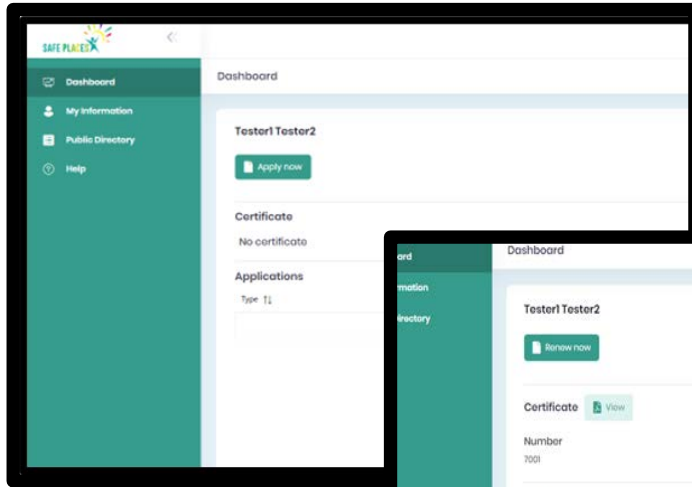 SAFE PLACES
Dashboard
My Information
Public Directory
Help
Dashboard
Tester1 Tester2
Apply now
Certificate
No certificate
Applications
Type
ard
rmation
irectory
Dashboard
Tester1 Tester2
Renew now
Certificate View
Number
7001